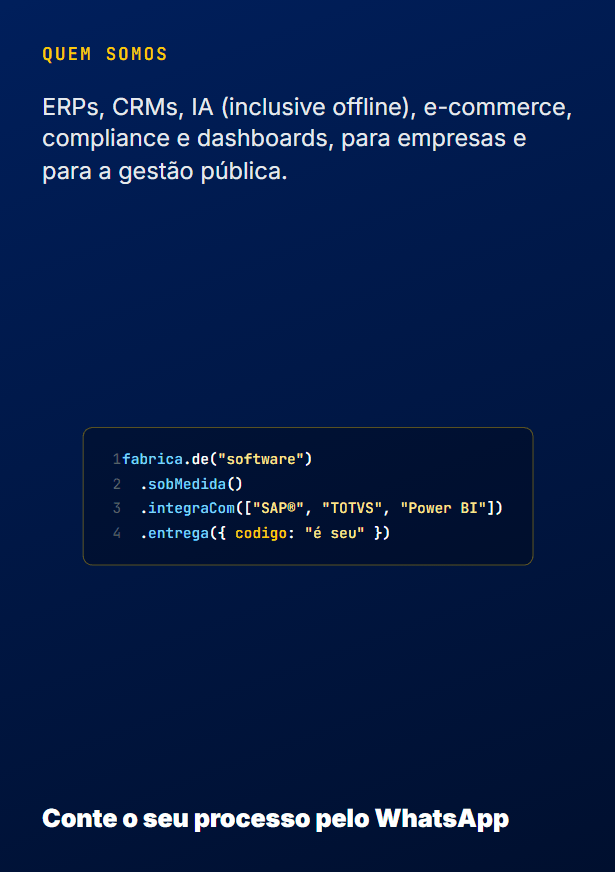 QUEM SOMOS
ERPs, CRMs, IA (inclusive offline), e-commerce,
compliance e dashboards, para empresas e
para a gestão pública.
1fabrica.de("software")
2  .sobMedida()
3  .integraCom(["SAP®", "TOTVS", "Power BI"])
4  .entrega({ codigo: "é seu" })
Conte o seu processo pelo WhatsApp